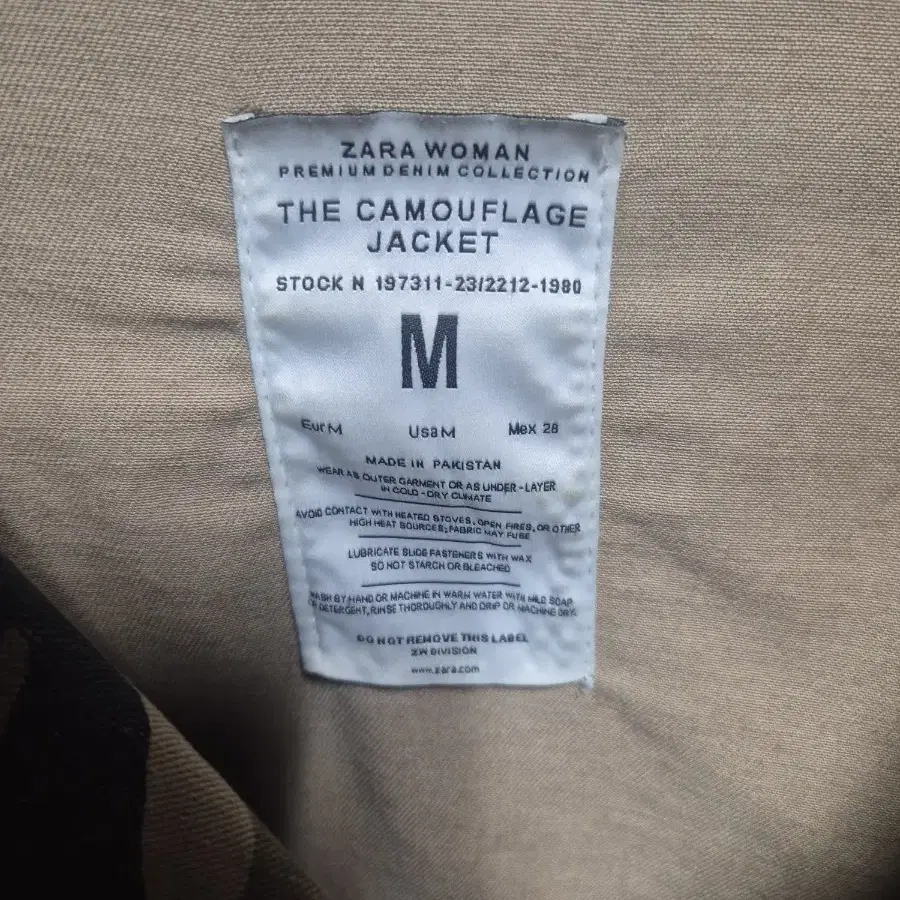 ZARA WOMAN
PREMIUM DENIM COLLECTION
THE CAMOUFLAGE
JACKET
STOCK N 197311-23/2212-1980
M
Eur M Usa M Mex 28
MADE IN PAKISTAN
WEAR AS OUTER GARMENT OR AS UNDER-LAYER
IN COLD-DRY CLIMATE
AVOID CONTACT WITH HEATED STOVES, OPEN FIRES, OR OTHER
HIGH HEAT SOURCES; FABRIC MAY FUSE
LUBRICATE SLIDE FASTENERS WITH WAX
SO NOT STARCH OR BLEACHED
WASH BY HAND OR MACHINE IN WARM WATER WITH MILD SOAP
OF DETERGENT, RINSE THOROUGHLY AND DRIP OR MACHINE DRY.
DO NOT REMOVE THIS LABEL
ZW DIVISION
www.zara.com